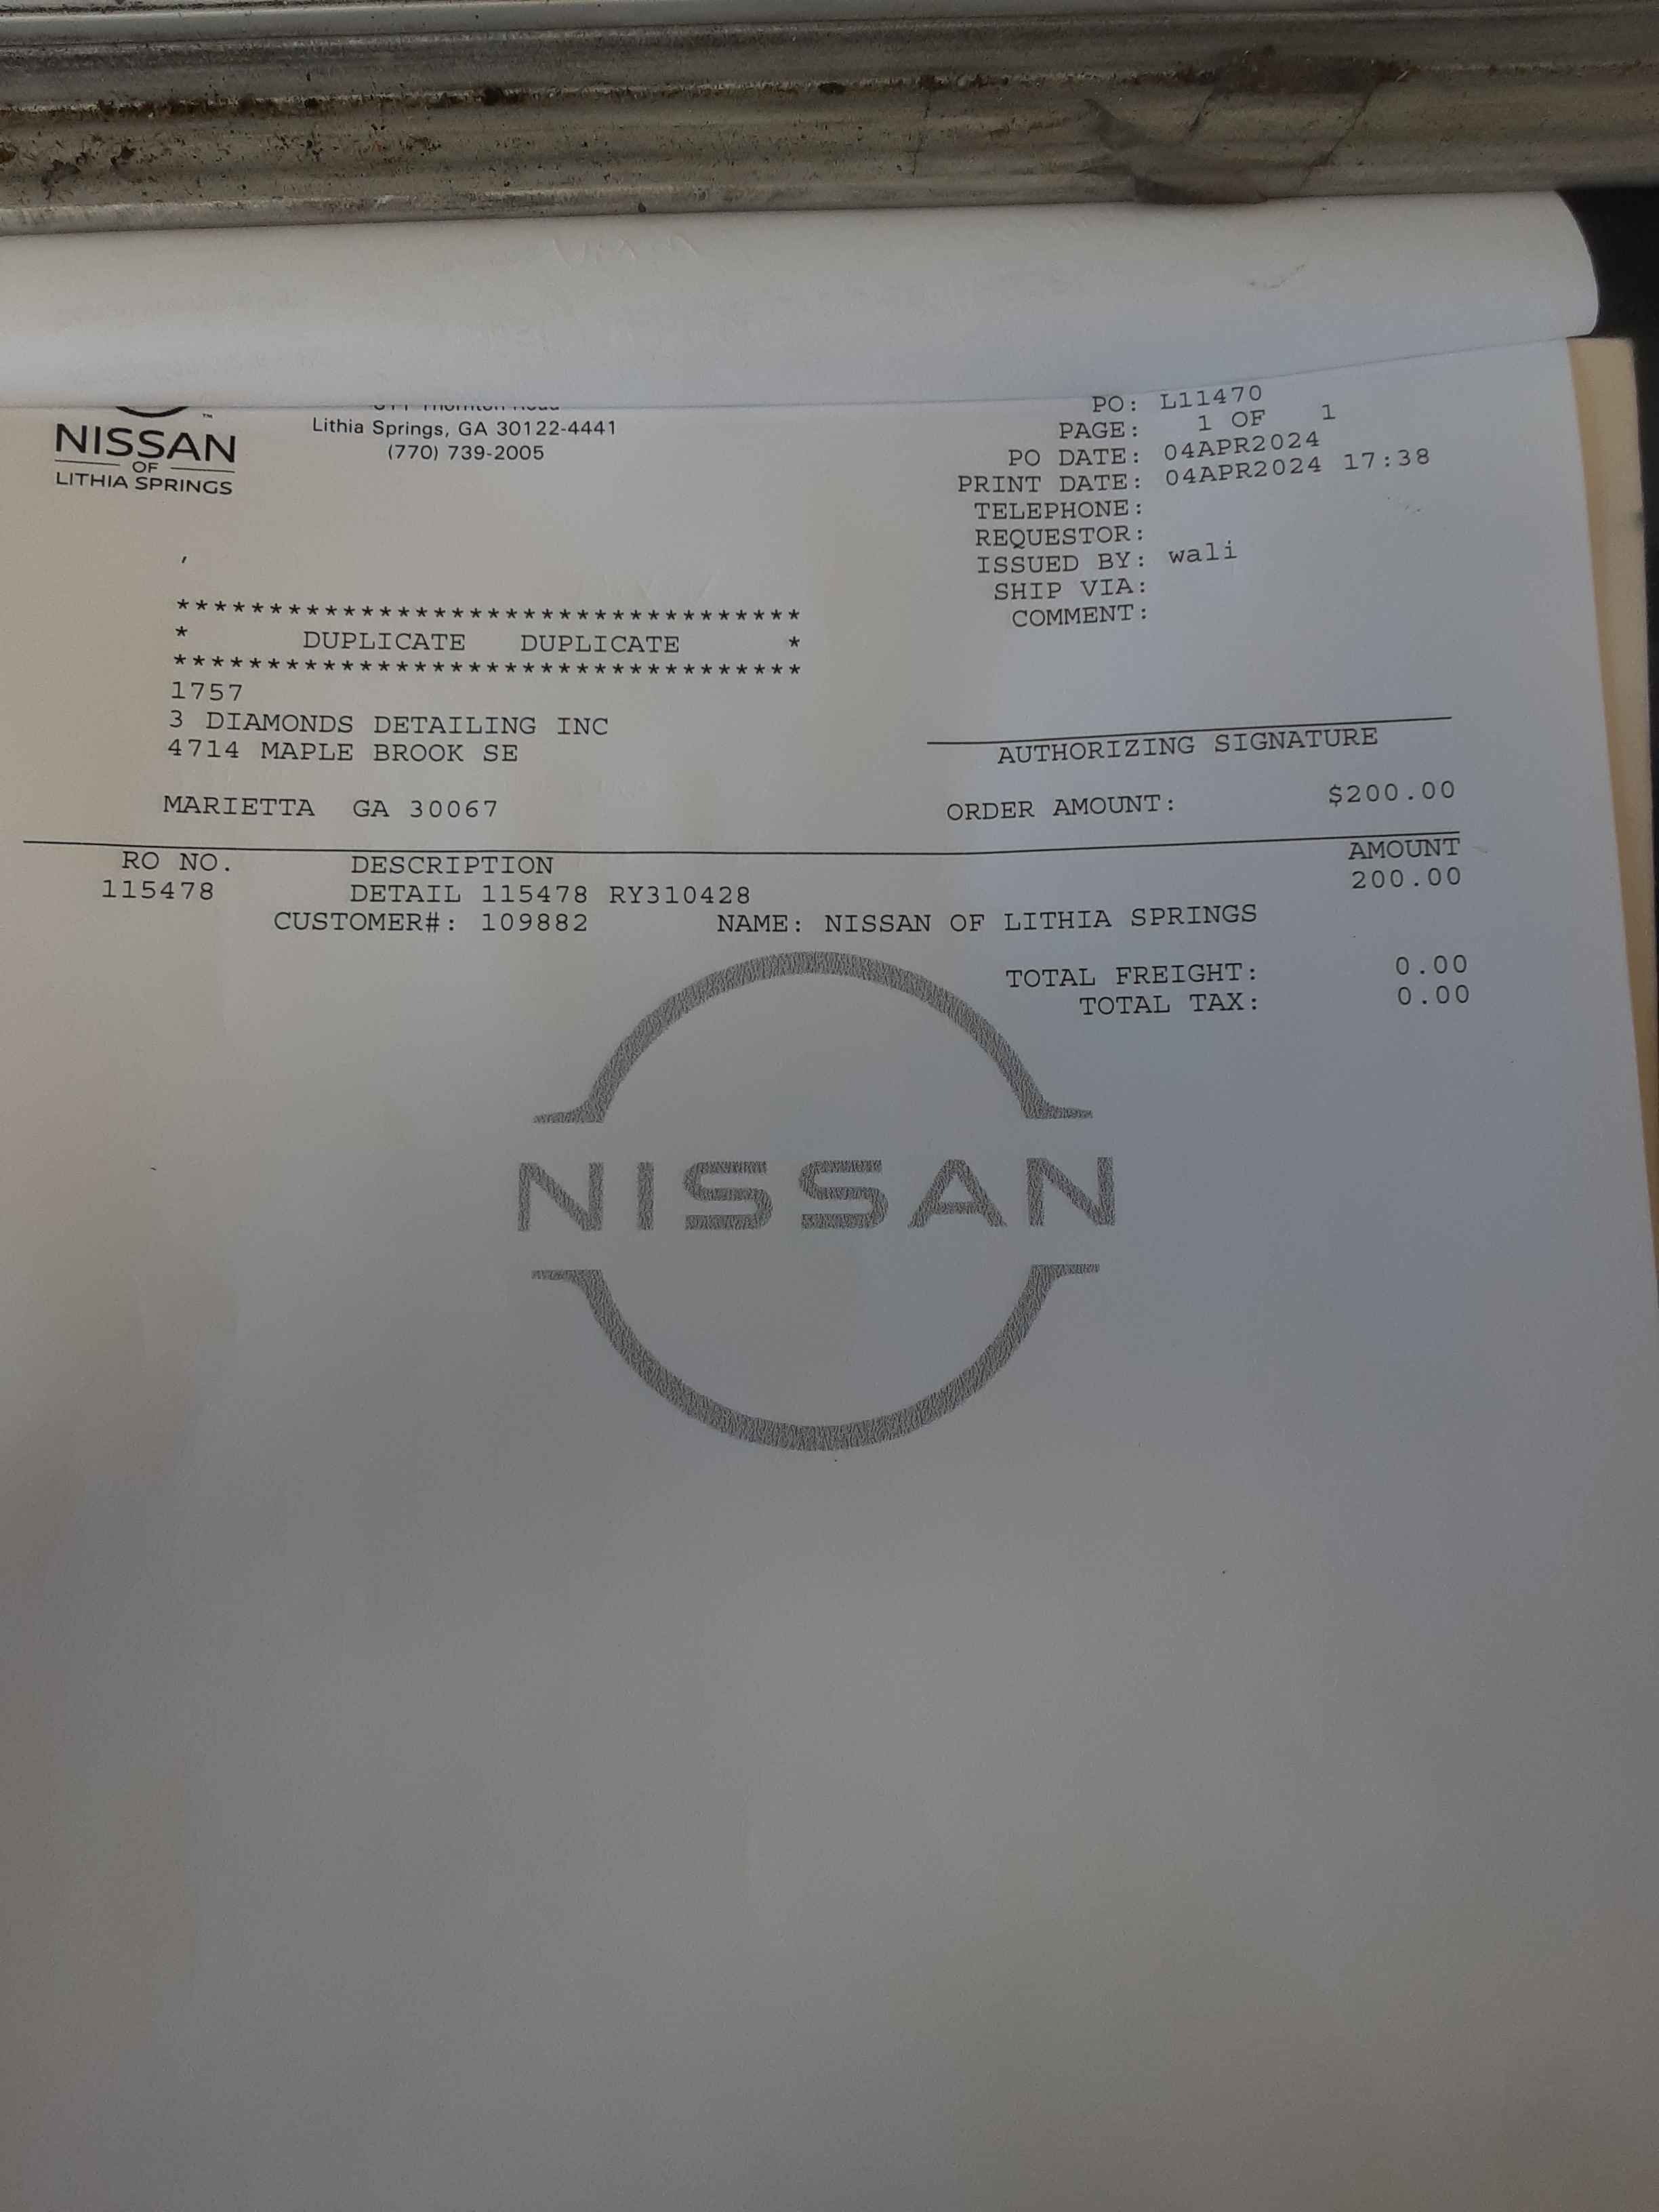 NISSAN
OF
LITHIA SPRINGS
Thornton Road
Lithia Springs, GA 30122-4441
(770) 739-2005
PO: L11470
PAGE: 1 OF 1
PO DATE: 04APR2024
PRINT DATE: 04APR2024 17:38
TELEPHONE:
REQUESTOR:
ISSUED BY: wali
SHIP VIA:
COMMENT:
,
**********************************
* DUPLICATE DUPLICATE *
**********************************
1757
3 DIAMONDS DETAILING INC
4714 MAPLE BROOK SE
MARIETTA GA 30067
AUTHORIZING SIGNATURE
ORDER AMOUNT: $200.00
RO NO. DESCRIPTION AMOUNT
115478 DETAIL 115478 RY310428 200.00
CUSTOMER#: 109882 NAME: NISSAN OF LITHIA SPRINGS
TOTAL FREIGHT: 0.00
TOTAL TAX: 0.00
NISSAN